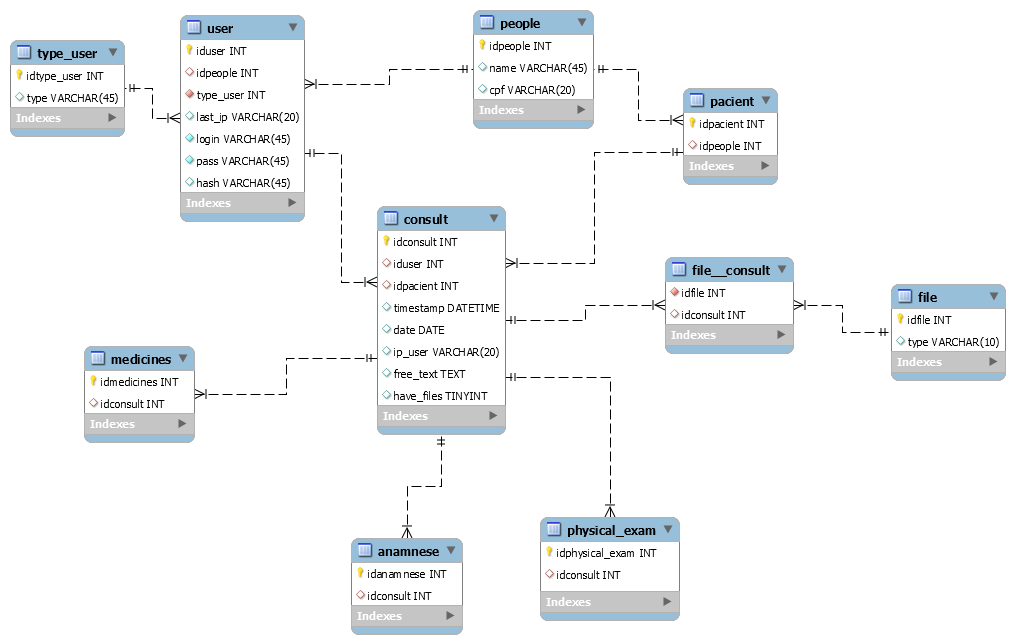 type_user
idtype_user INT
type VARCHAR(45)
Indexes
user
iduser INT
idpeople INT
type_user INT
last_ip VARCHAR(20)
login VARCHAR(45)
pass VARCHAR(45)
hash VARCHAR(45)
Indexes
people
idpeople INT
name VARCHAR(45)
cpf VARCHAR(20)
Indexes
pacient
idpacient INT
idpeople INT
Indexes
consult
idconsult INT
iduser INT
idpacient INT
timestamp DATETIME
date DATE
ip_user VARCHAR(20)
free_text TEXT
have_files TINYINT
Indexes
file__consult
idfile INT
idconsult INT
Indexes
file
idfile INT
type VARCHAR(10)
Indexes
medicines
idmedicines INT
idconsult INT
Indexes
anamnese
idanamnese INT
idconsult INT
Indexes
physical_exam
idphysical_exam INT
idconsult INT
Indexes